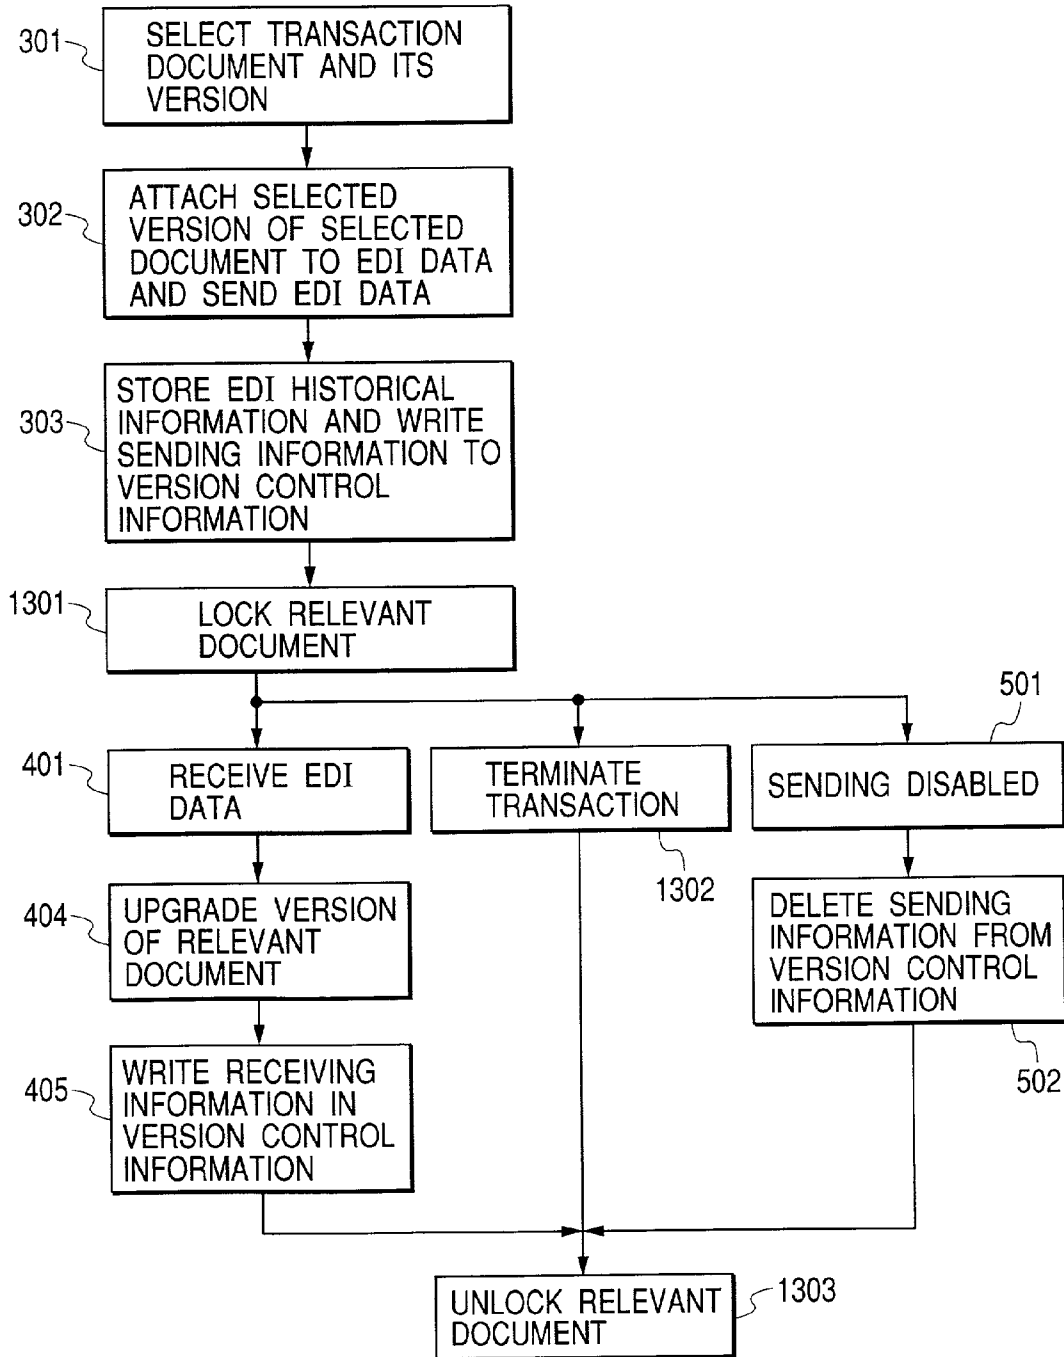 301
SELECT TRANSACTION
DOCUMENT AND ITS
VERSION
302
ATTACH SELECTED
VERSION OF SELECTED
DOCUMENT TO EDI DATA
AND SEND EDI DATA
303
STORE EDI HISTORICAL
INFORMATION AND WRITE
SENDING INFORMATION TO
VERSION CONTROL
INFORMATION
1301
LOCK RELEVANT
DOCUMENT
401
RECEIVE EDI
DATA
TERMINATE
TRANSACTION
1302
501
SENDING DISABLED
404
UPGRADE VERSION
OF RELEVANT
DOCUMENT
DELETE SENDING
INFORMATION FROM
VERSION CONTROL
INFORMATION
502
405
WRITE RECEIVING
INFORMATION IN
VERSION CONTROL
INFORMATION
UNLOCK RELEVANT
DOCUMENT
1303